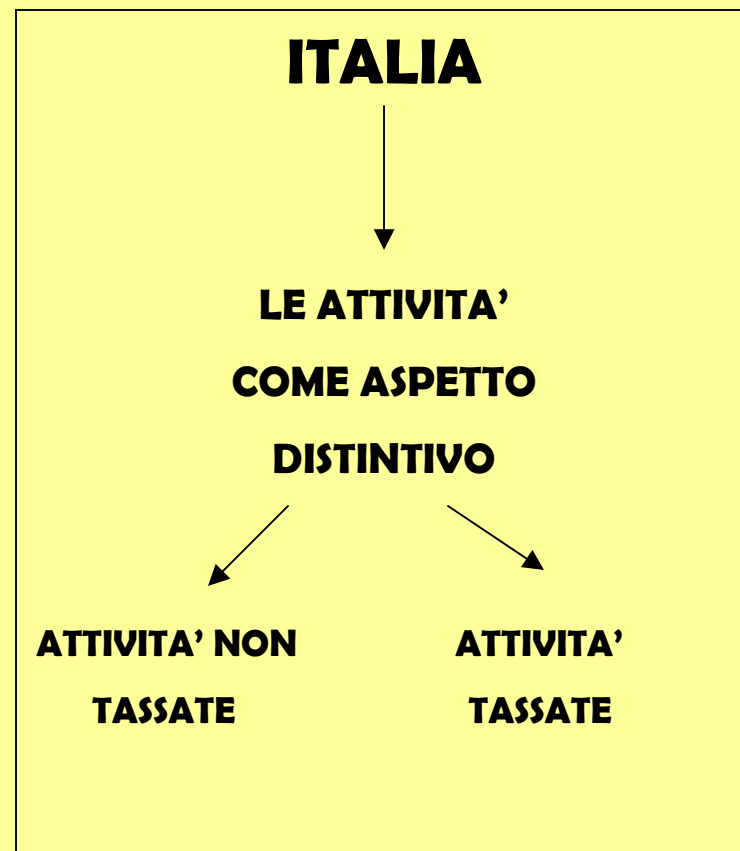 ITALIA
LE ATTIVITA’
COME ASPETTO
DISTINTIVO
ATTIVITA’ NON
TASSATE
ATTIVITA’
TASSATE